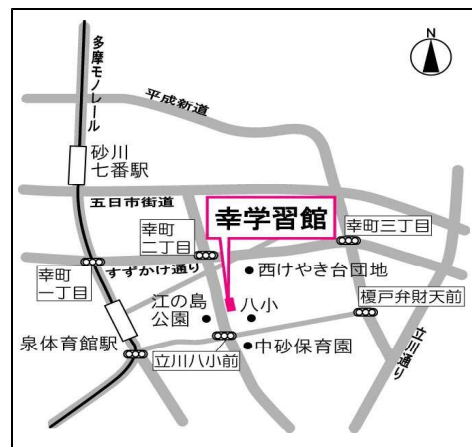 N
多摩モノレール
平成新道
砂川
七番駅
五日市街道
幸学習館
幸町
二丁目
幸町三丁目
幸町
一丁目
すずかけ通り
西けやき台団地
江の島
公園
八小
榎戸弁財天前
泉体育館駅
立川八小前
中砂保育園
立川通り